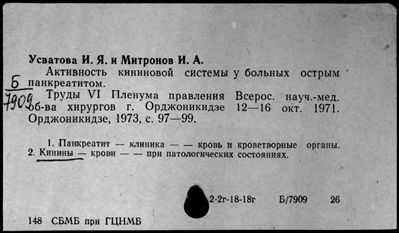 Усватова И. Я. и Митронов И. А.
Активность кининовой системы у больных острым
панкреатитом.
Б
7909
Труды VI Пленума правления Всерос. науч.-мед.
об-ва хирургов г. Орджоникидзе 12—16 окт. 1971.
Орджоникидзе, 1973, с. 97—99.
1. Панкреатит — клиника — — кровь и кроветворные органы.
2. Кинины — крови — — при патологических состояниях.
2-2г-18-18г Б/7909 26
148 СБМБ при ГЦНМБ